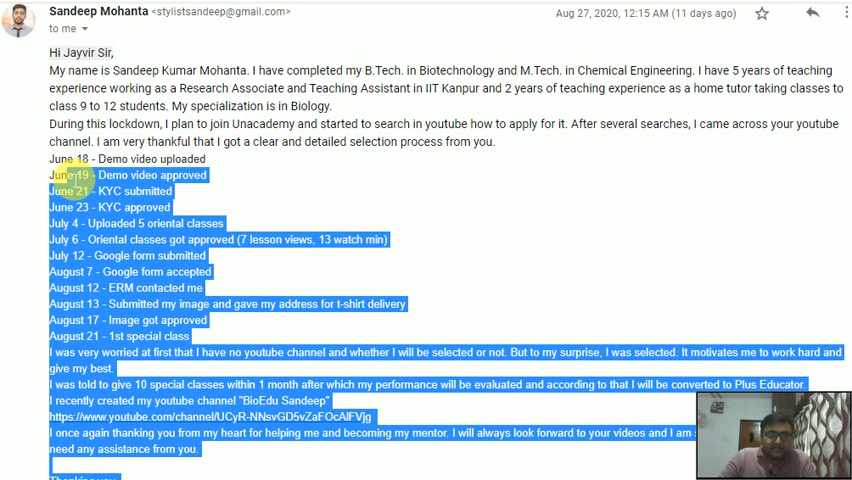 Sandeep Mohanta <stylistsandeep@gmail.com>
Aug 27, 2020, 12:15 AM (11 days ago)
to me
Hi Jayvir Sir,
My name is Sandeep Kumar Mohanta. I have completed my B.Tech. in Biotechnology and M.Tech. in Chemical Engineering. I have 5 years of teaching
experience working as a Research Associate and Teaching Assistant in IIT Kanpur and 2 years of teaching experience as a home tutor taking classes to
class 9 to 12 students. My specialization is in Biology.
During this lockdown, I plan to join Unacademy and started to search in youtube how to apply for it. After several searches, I came across your youtube
channel. I am very thankful that I got a clear and detailed selection process from you.
June 18 - Demo video uploaded
June 19 - Demo video approved
June 21 - KYC submitted
June 23 - KYC approved
July 4 - Uploaded 5 oriental classes
July 6 - Oriental classes got approved (7 lesson views, 13 watch min)
July 12 - Google form submitted
August 7 - Google form accepted
August 12 - ERM contacted me
August 13 - Submitted my image and gave my address for t-shirt delivery
August 17 - Image got approved
August 21 - 1st special class
I was very worried at first that I have no youtube channel and whether I will be selected or not. But to my surprise, I was selected. It motivates me to work hard and
give my best.
I was told to give 10 special classes within 1 month after which my performance will be evaluated and according to that I will be converted to Plus Educator.
I recently created my youtube channel "BioEdu Sandeep"
https://www.youtube.com/channel/UCyR-NNsvGD5vZaFOcAlFVjg
I once again thanking you from my heart for helping me and becoming my mentor. I will always look forward to your videos and I am
need any assistance from you.
Thanking you